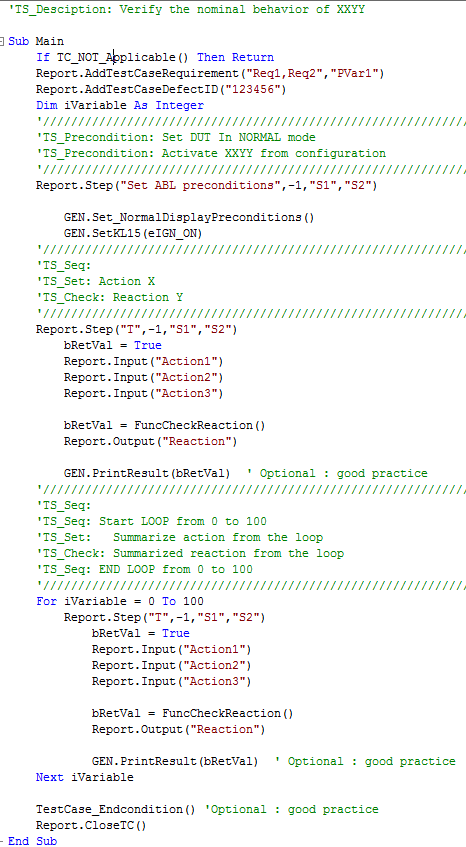 'TS_Desciption: Verify the nominal behavior of XXYY
Sub Main
If TC_NOT_Applicable() Then Return
Report.AddTestCaseRequirement("Req1,Req2","PVar1")
Report.AddTestCaseDefectID("123456")
Dim iVariable As Integer
'////////////////////////////////////////////////////////////
'TS_Precondition: Set DUT In NORMAL mode
'TS_Precondition: Activate XXYY from configuration
'////////////////////////////////////////////////////////////
Report.Step("Set ABL preconditions",-1,"S1","S2")
GEN.Set_NormalDisplayPreconditions()
GEN.SetKL15(eIGN_ON)
'////////////////////////////////////////////////////////////
'TS_Seq:
'TS_Set: Action X
'TS_Check: Reaction Y
'////////////////////////////////////////////////////////////
Report.Step("T",-1,"S1","S2")
bRetVal = True
Report.Input("Action1")
Report.Input("Action2")
Report.Input("Action3")
bRetVal = FuncCheckReaction()
Report.Output("Reaction")
GEN.PrintResult(bRetVal)  ' Optional : good practice
'////////////////////////////////////////////////////////////
'TS_Seq:
'TS_Seq: Start LOOP from 0 to 100
'TS_Set:   Summarize action from the loop
'TS_Check: Summarized reaction from the loop
'TS_Seq: END LOOP from 0 to 100
'////////////////////////////////////////////////////////////
For iVariable = 0 To 100
Report.Step("T",-1,"S1","S2")
bRetVal = True
Report.Input("Action1")
Report.Input("Action2")
Report.Input("Action3")
bRetVal = FuncCheckReaction()
Report.Output("Reaction")
GEN.PrintResult(bRetVal)  ' Optional : good practice
Next iVariable
TestCase_Endcondition() 'Optional : good practice
Report.CloseTC()
End Sub